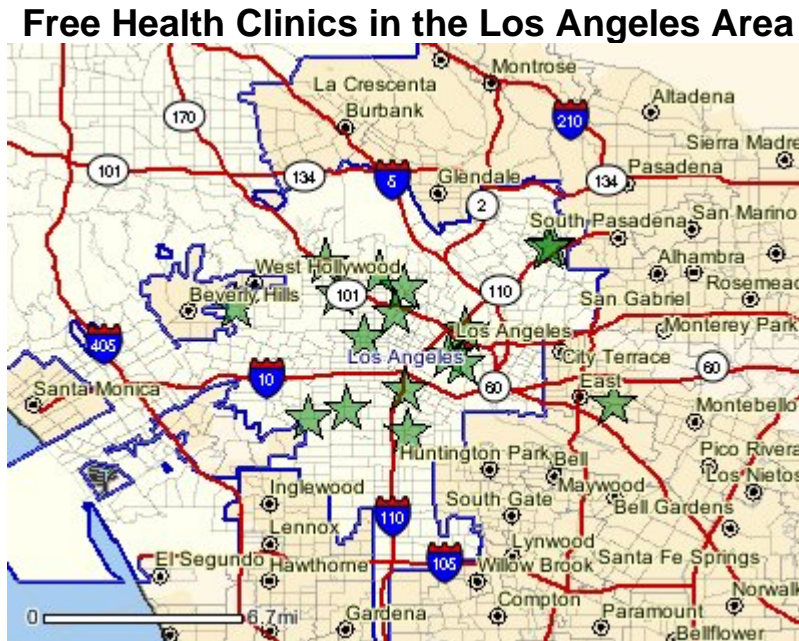 Free Health Clinics in the Los Angeles Area
Montrose
La Crescenta
170
Burbank
210
Altadena
Sierra Madre
101
134
5
Glendale
134
Pasadena
2
South Pasadena
San Marino
West Hollywood
Alhambra
Beverly Hills
101
110
San Gabriel
Rosemead
405
Los Angeles
Monterey Park
Los Angeles
City Terrace
10
60
60
Santa Monica
East
Montebello
Huntington Park
Bell
Pico Rivera
Maywood
Los Nietos
Inglewood
South Gate
Bell Gardens
110
Lennox
Lynwood
El Segundo
Hawthorne
105
Willow Brook
Santa Fe Springs
Compton
Norwalk
0
6.7mi
Gardena
Paramount
Bellflower